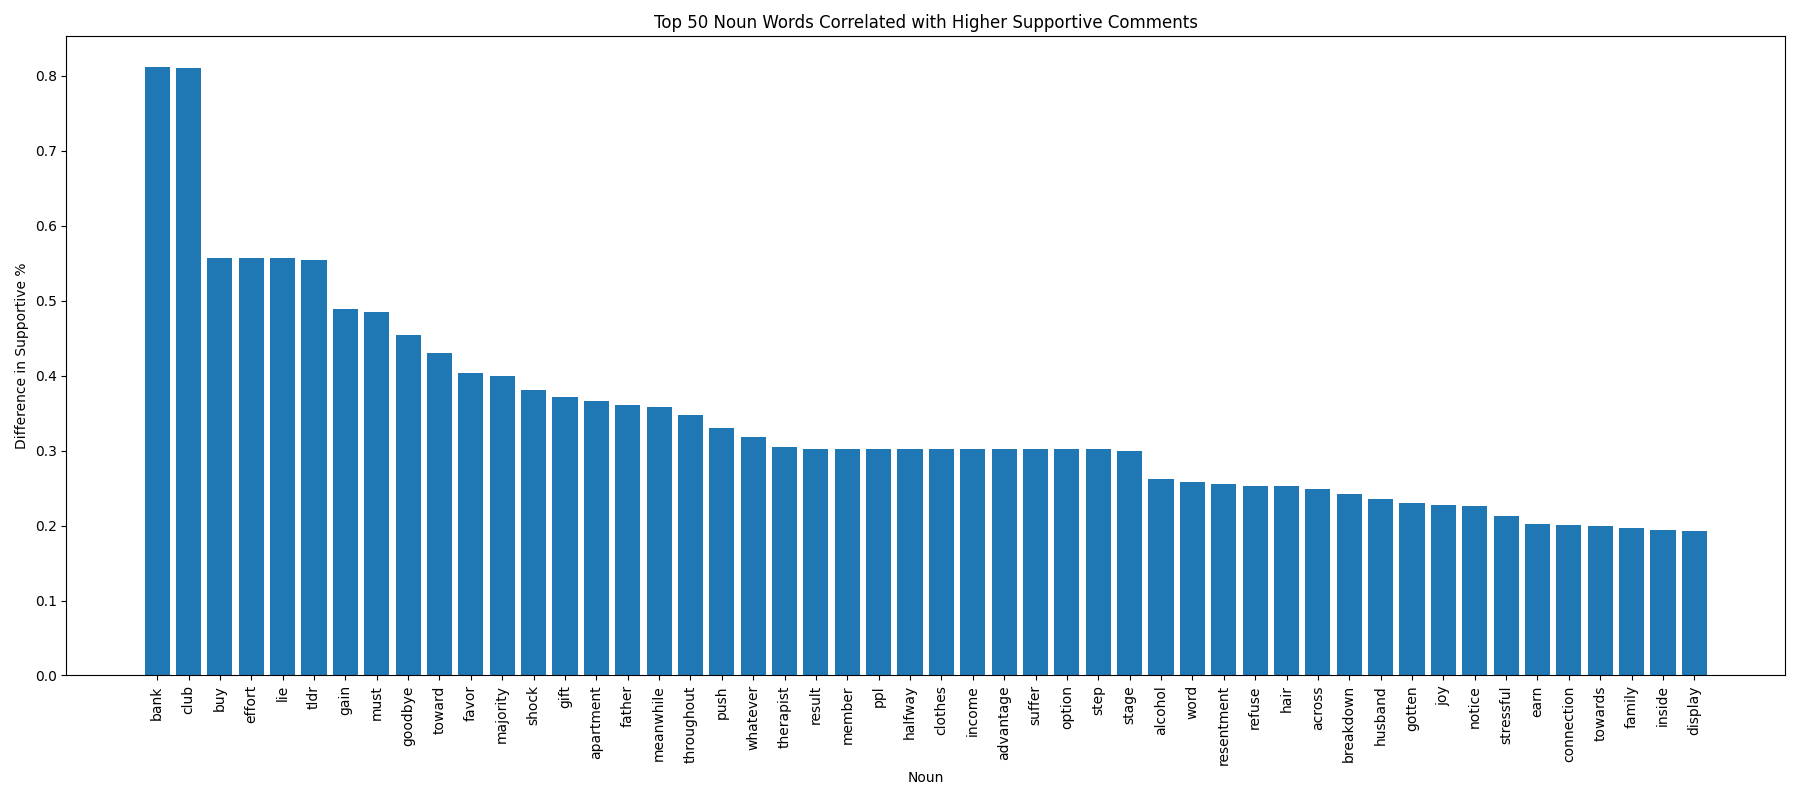 Top 50 Noun Words Correlated with Higher Supportive Comments
Difference in Supportive %
0.8
0.7
0.6
0.5
0.4
0.3
0.2
0.1
0.0
bank
club
buy
effort
lie
tldr
gain
must
goodbye
toward
favor
majority
shock
gift
apartment
father
meanwhile
throughout
push
whatever
therapist
result
member
ppl
halfway
clothes
income
advantage
suffer
option
step
stage
alcohol
word
resentment
refuse
hair
across
breakdown
husband
gotten
joy
notice
stressful
earn
connection
towards
family
inside
display
Noun